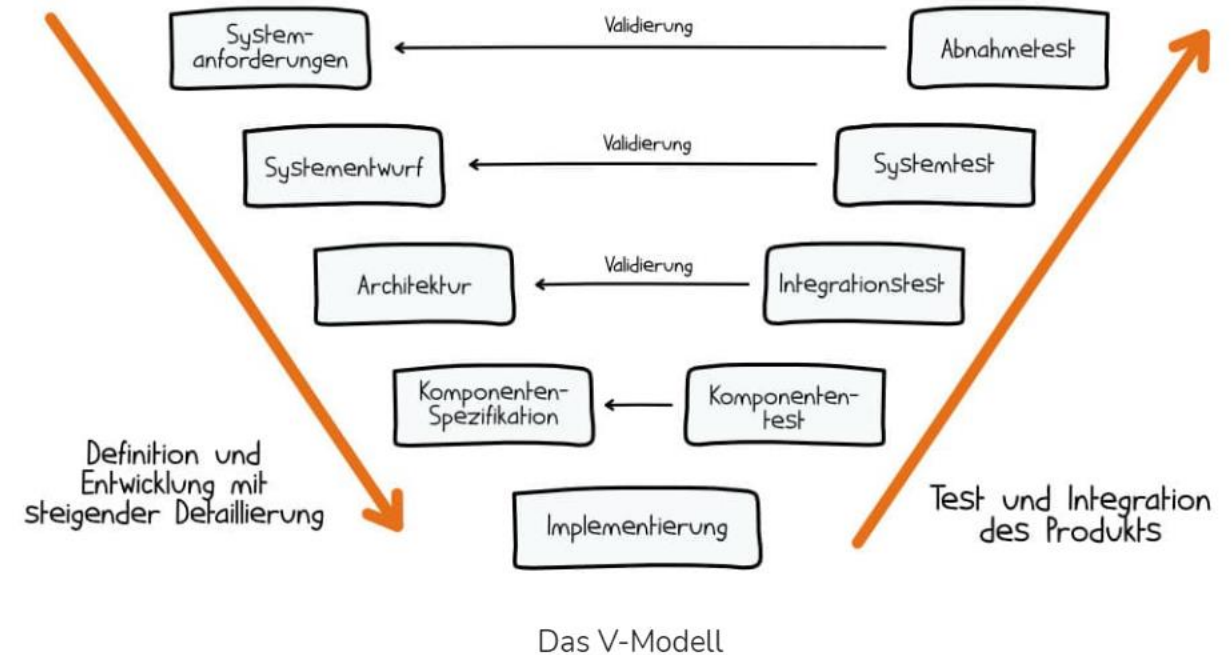 System-
anforderungen
Validierung
Abnahmetest
Systementwurf
Validierung
Systemtest
Architektur
Validierung
Integrationstest
Komponenten-
Spezifikation
Komponenten-
test
Definition und
Entwicklung mit
steigender Detaillierung
Implementierung
Test und Integration
des Produkts
Das V-Modell